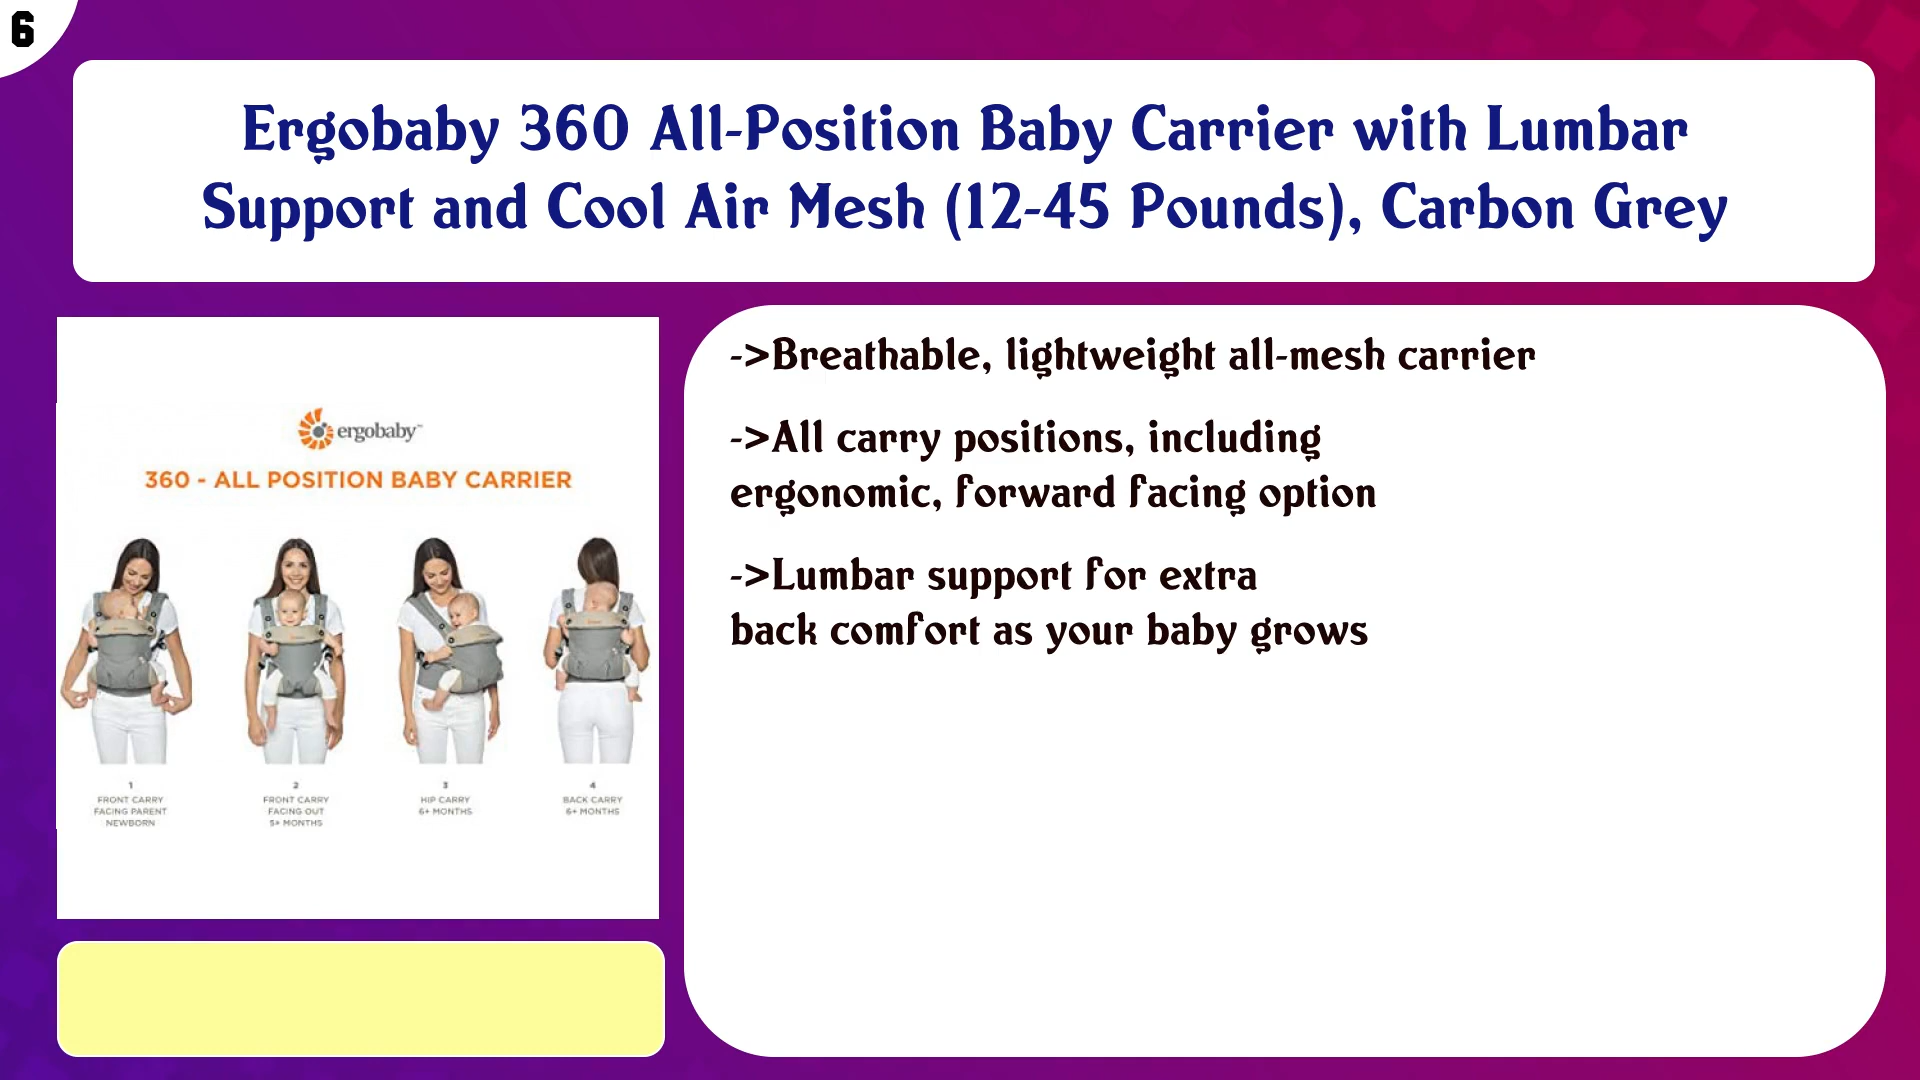 6
Ergobaby 360 All-Position Baby Carrier with Lumbar
Support and Cool Air Mesh (12-45 Pounds), Carbon Grey
ergobaby™
360 - ALL POSITION BABY CARRIER
1
FRONT CARRY
FACING PARENT
NEWBORN
2
FRONT CARRY
FACING OUT
5+ MONTHS
3
HIP CARRY
6+ MONTHS
4
BACK CARRY
6+ MONTHS
->Breathable, lightweight all-mesh carrier
->All carry positions, including
ergonomic, forward facing option
->Lumbar support for extra
back comfort as your baby grows